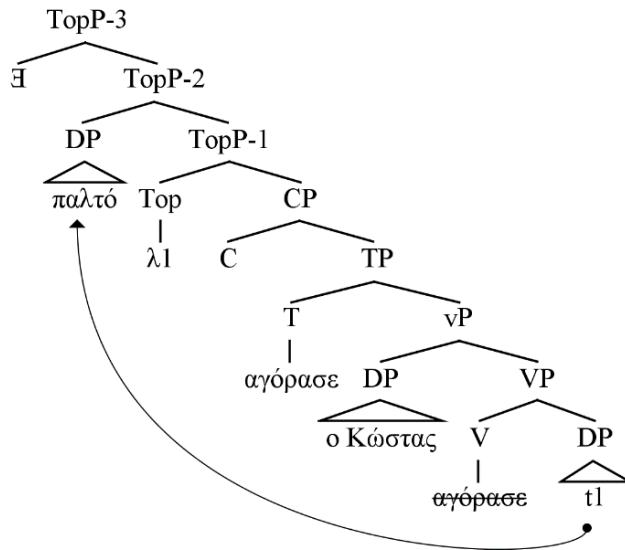 TopP-3
Ǝ TopP-2
DP TopP-1
παλτό Top CP
λ1 C TP
T vP
αγόρασε DP VP
ο Κώστας V DP
αγόρασε t1